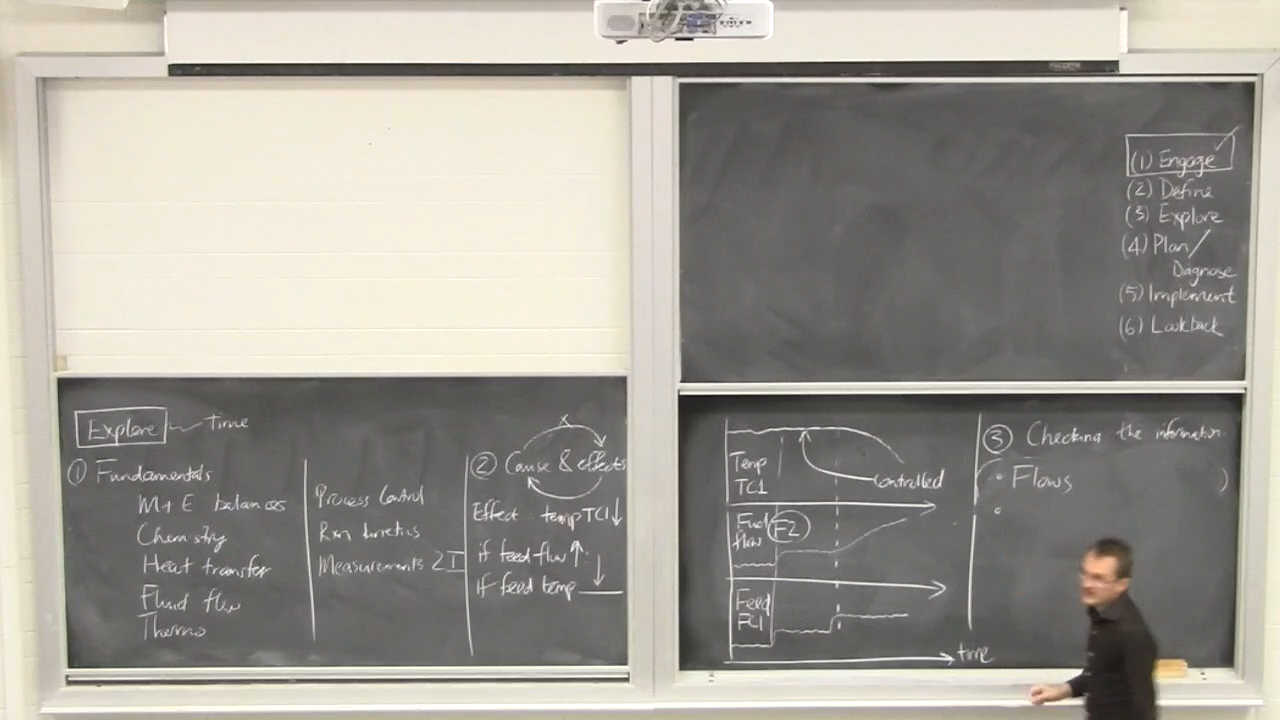 Explore
Time
① Fundamentals
M+E balances
Chemistry
Heat transfer
Fluid flow
Thermo
Process Control
Rxn kinetics
Measurements
② Cause & effects
x
Effect temp TC1 ↓
if feed flow ↑ :
if feed temp ↓
Temp
TC1
controlled
Fuel
flow
F2
Feed
FC1
time
③ Checking the information
• Flows
(1) Engage ✓
(2) Define
(3) Explore
(4) Plan/
Diagnose
(5) Implement
(6) Lookback